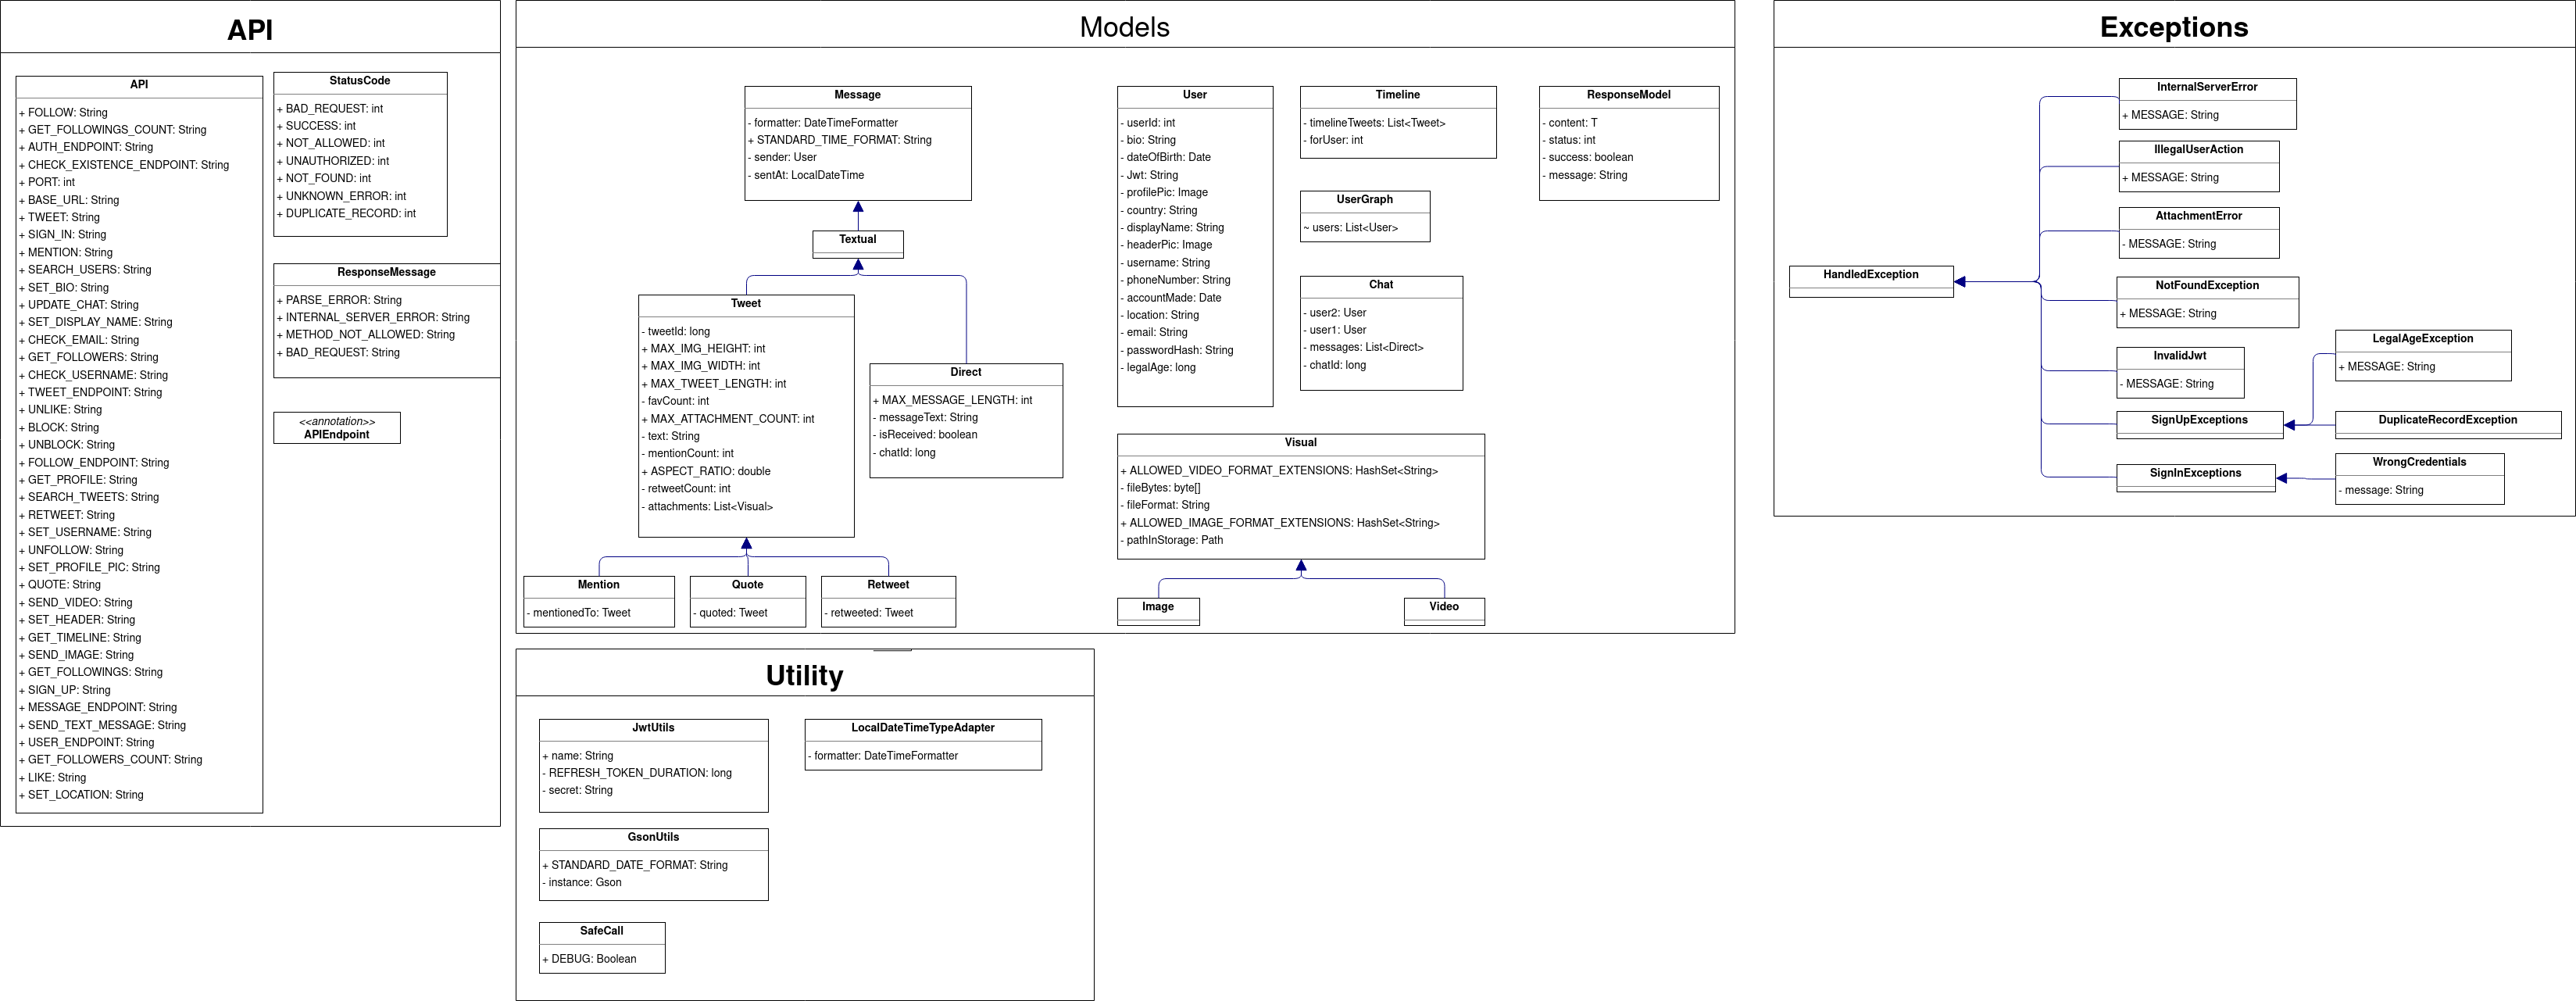 API
API
+ FOLLOW: String
+ GET_FOLLOWINGS_COUNT: String
+ AUTH_ENDPOINT: String
+ CHECK_EXISTENCE_ENDPOINT: String
+ PORT: int
+ BASE_URL: String
+ TWEET: String
+ SIGN_IN: String
+ MENTION: String
+ SEARCH_USERS: String
+ SET_BIO: String
+ UPDATE_CHAT: String
+ SET_DISPLAY_NAME: String
+ CHECK_EMAIL: String
+ GET_FOLLOWERS: String
+ CHECK_USERNAME: String
+ TWEET_ENDPOINT: String
+ UNLIKE: String
+ BLOCK: String
+ UNBLOCK: String
+ FOLLOW_ENDPOINT: String
+ GET_PROFILE: String
+ SEARCH_TWEETS: String
+ RETWEET: String
+ SET_USERNAME: String
+ UNFOLLOW: String
+ SET_PROFILE_PIC: String
+ QUOTE: String
+ SEND_VIDEO: String
+ SET_HEADER: String
+ GET_TIMELINE: String
+ SEND_IMAGE: String
+ GET_FOLLOWINGS: String
+ SIGN_UP: String
+ MESSAGE_ENDPOINT: String
+ SEND_TEXT_MESSAGE: String
+ USER_ENDPOINT: String
+ GET_FOLLOWERS_COUNT: String
+ LIKE: String
+ SET_LOCATION: String
StatusCode
+ BAD_REQUEST: int
+ SUCCESS: int
+ NOT_ALLOWED: int
+ UNAUTHORIZED: int
+ NOT_FOUND: int
+ UNKNOWN_ERROR: int
+ DUPLICATE_RECORD: int
ResponseMessage
+ PARSE_ERROR: String
+ INTERNAL_SERVER_ERROR: String
+ METHOD_NOT_ALLOWED: String
+ BAD_REQUEST: String
<<annotation>>
APIEndpoint
Models
Message
- formatter: DateTimeFormatter
+ STANDARD_TIME_FORMAT: String
- sender: User
- sentAt: LocalDateTime
Textual
Tweet
- tweetId: long
+ MAX_IMG_HEIGHT: int
+ MAX_IMG_WIDTH: int
+ MAX_TWEET_LENGTH: int
- favCount: int
+ MAX_ATTACHMENT_COUNT: int
- text: String
- mentionCount: int
+ ASPECT_RATIO: double
- retweetCount: int
- attachments: List<Visual>
Direct
+ MAX_MESSAGE_LENGTH: int
- messageText: String
- isReceived: boolean
- chatId: long
Mention
- mentionedTo: Tweet
Quote
- quoted: Tweet
Retweet
- retweeted: Tweet
User
- userId: int
- bio: String
- dateOfBirth: Date
- Jwt: String
- profilePic: Image
- country: String
- displayName: String
- headerPic: Image
- username: String
- phoneNumber: String
- accountMade: Date
- location: String
- email: String
- passwordHash: String
- legalAge: long
Timeline
- timelineTweets: List<Tweet>
- forUser: int
UserGraph
~ users: List<User>
Chat
- user2: User
- user1: User
- messages: List<Direct>
- chatId: long
ResponseModel
- content: T
- status: int
- success: boolean
- message: String
Visual
+ ALLOWED_VIDEO_FORMAT_EXTENSIONS: HashSet<String>
- fileBytes: byte[]
- fileFormat: String
+ ALLOWED_IMAGE_FORMAT_EXTENSIONS: HashSet<String>
- pathInStorage: Path
Image
Video
Utility
JwtUtils
+ name: String
- REFRESH_TOKEN_DURATION: long
- secret: String
LocalDateTimeTypeAdapter
- formatter: DateTimeFormatter
GsonUtils
+ STANDARD_DATE_FORMAT: String
- instance: Gson
SafeCall
+ DEBUG: Boolean
Exceptions
HandledException
InternalServerError
+ MESSAGE: String
IllegalUserAction
+ MESSAGE: String
AttachmentError
- MESSAGE: String
NotFoundException
+ MESSAGE: String
InvalidJwt
- MESSAGE: String
SignUpExceptions
SignInExceptions
LegalAgeException
+ MESSAGE: String
DuplicateRecordException
WrongCredentials
- message: String